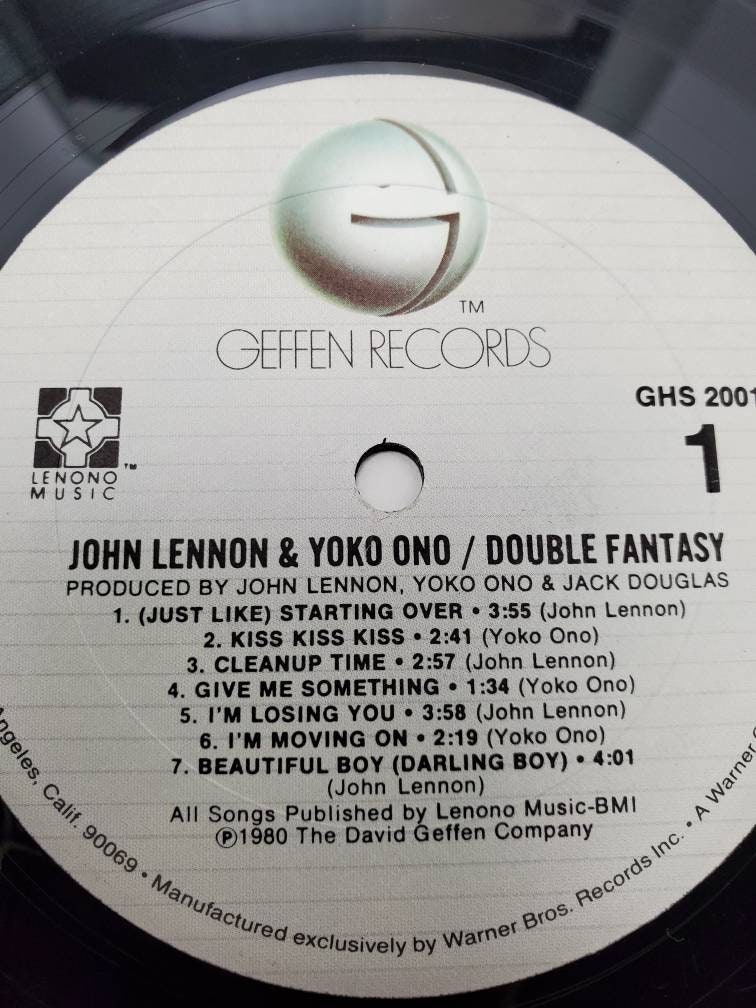 TM
GEFFEN RECORDS
GHS 2001
1
LENONO
MUSIC
TM
JOHN LENNON & YOKO ONO / DOUBLE FANTASY
PRODUCED BY JOHN LENNON, YOKO ONO & JACK DOUGLAS
1. (JUST LIKE) STARTING OVER • 3:55 (John Lennon)
2. KISS KISS KISS • 2:41 (Yoko Ono)
3. CLEANUP TIME • 2:57 (John Lennon)
4. GIVE ME SOMETHING • 1:34 (Yoko Ono)
5. I'M LOSING YOU • 3:58 (John Lennon)
6. I'M MOVING ON • 2:19 (Yoko Ono)
7. BEAUTIFUL BOY (DARLING BOY) • 4:01
(John Lennon)
All Songs Published by Lenono Music-BMI
℗1980 The David Geffen Company
Angeles, Calif. 90069 • Manufactured exclusively by Warner Bros. Records Inc. • A Warner